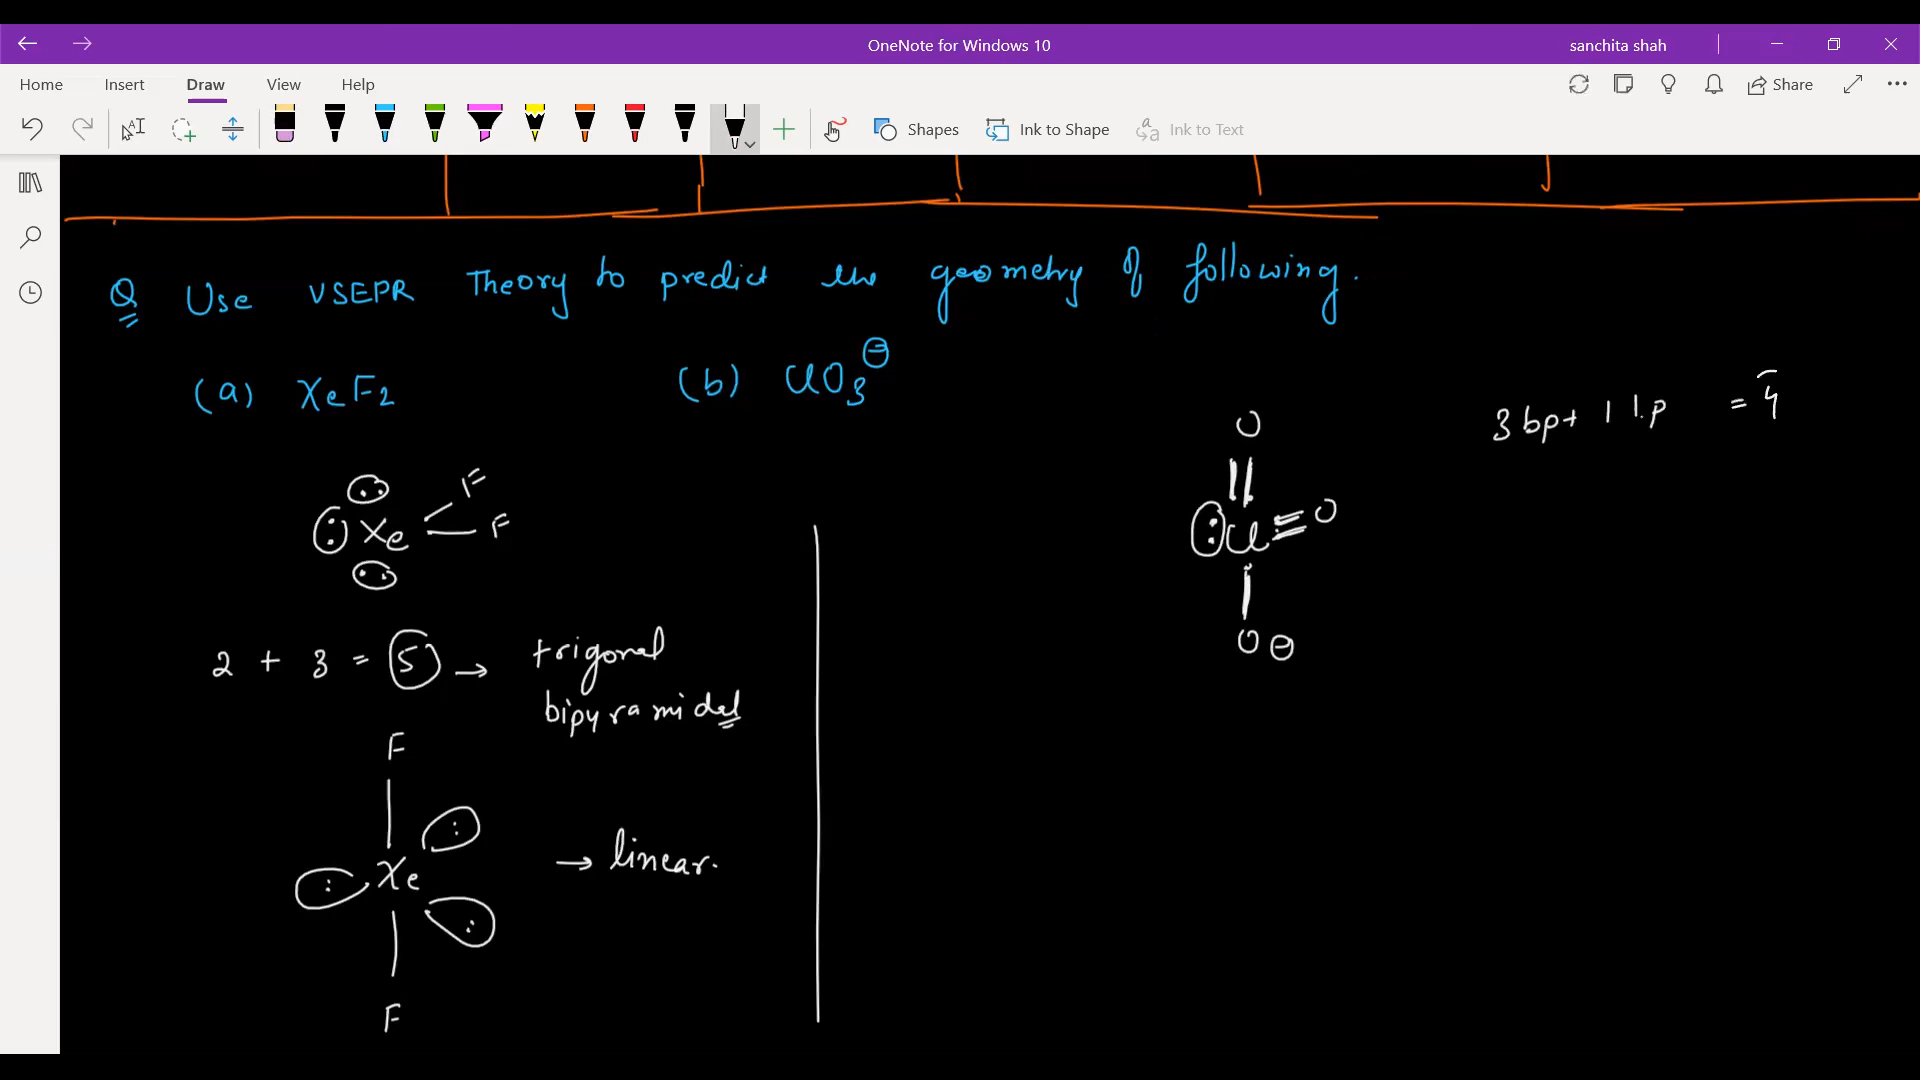 OneNote for Windows 10
sanchita shah
Home Insert Draw View Help
Share
Shapes Ink to Shape Ink to Text
Q Use VSEPR Theory to predict the geometry of following.
(a) XeF2 (b) ClO3⊖
O
3 bp + 1 l.p = 4
F
: Xe F
: Cl = O
O ⊖
2 + 3 = 5 → trigonal
bipyramidal
F
Xe → linear.
F